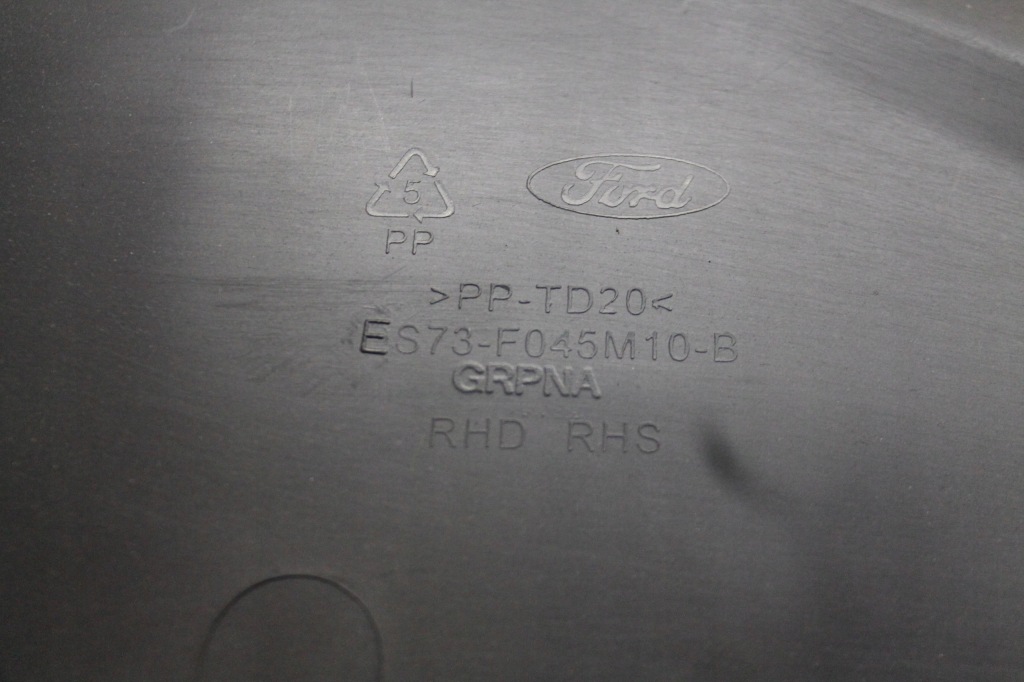 5
PP
Ford
>PP-TD20<
ES73-F045M10-B
GRPNA
RHD RHS